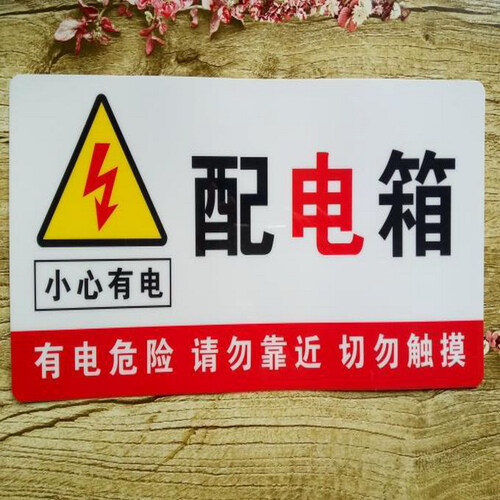 配电箱
小心有电
有电危险 请勿靠近 切勿触摸